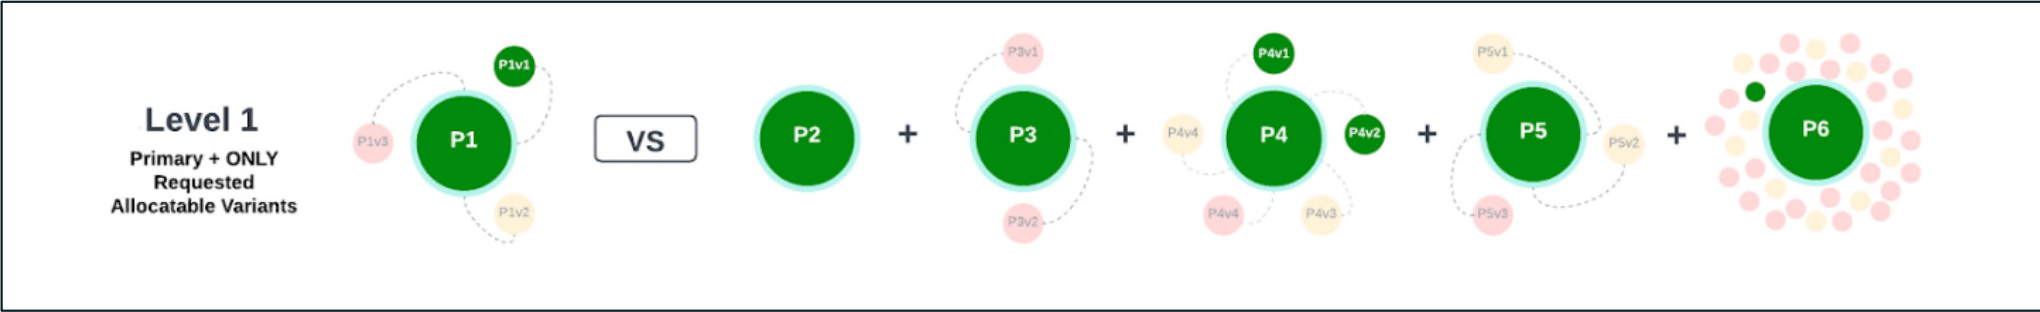 Level 1
Primary + ONLY
Requested
Allocatable Variants
P1
P1v1
P1v3
P1v2
VS
P2
+
P3
P3v1
P3v2
+
P4
P4v1
P4v2
P4v4
P4v4
P4v3
+
P5
P5v1
P5v2
P5v3
+
P6